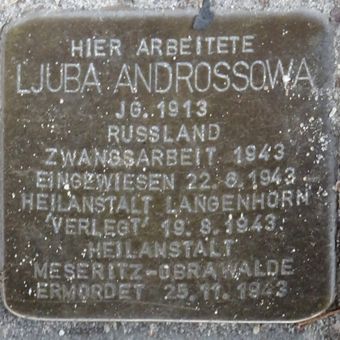 HIER ARBEITETE
LJUBA ANDROSSOWA
JG. 1913
RUSSLAND
ZWANGSARBEIT 1943
EINGEWIESEN 22.6.1943
HEILANSTALT LANGENHORN
'VERLEGT' 19.8.1943
HEILANSTALT
MESERITZ-OBRAWALDE
ERMORDET 25.11.1943